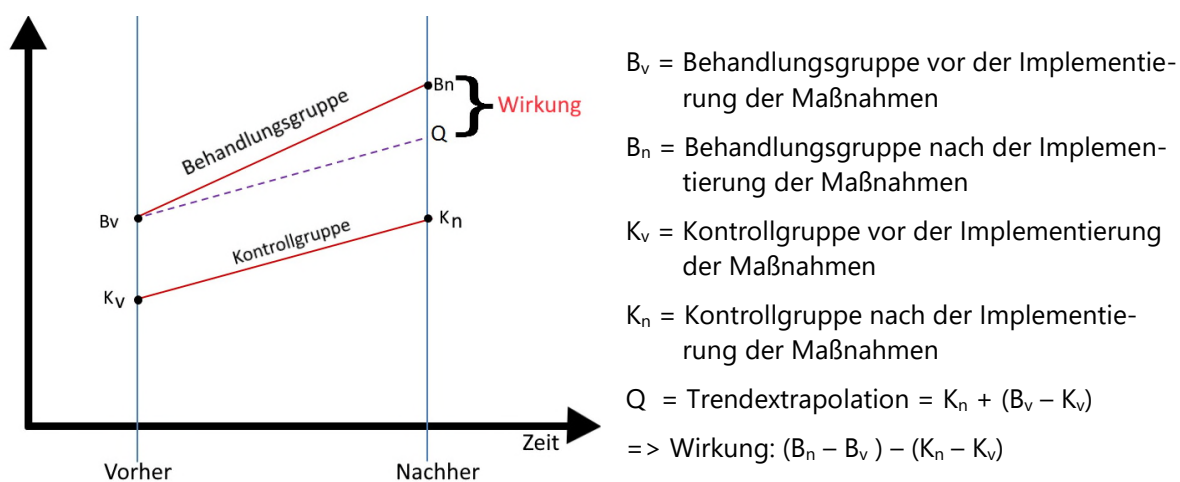 Bn
Wirkung
Behandlungsgruppe
Q
Bv
Kn
Kontrollgruppe
Kv
Zeit
Vorher
Nachher
Bv = Behandlungsgruppe vor der Implementie-
rung der Maßnahmen
Bn = Behandlungsgruppe nach der Implemen-
tierung der Maßnahmen
Kv = Kontrollgruppe vor der Implementierung
der Maßnahmen
Kn = Kontrollgruppe nach der Implementie-
rung der Maßnahmen
Q = Trendextrapolation = Kn + (Bv – Kv)
=> Wirkung: (Bn – Bv ) – (Kn – Kv)